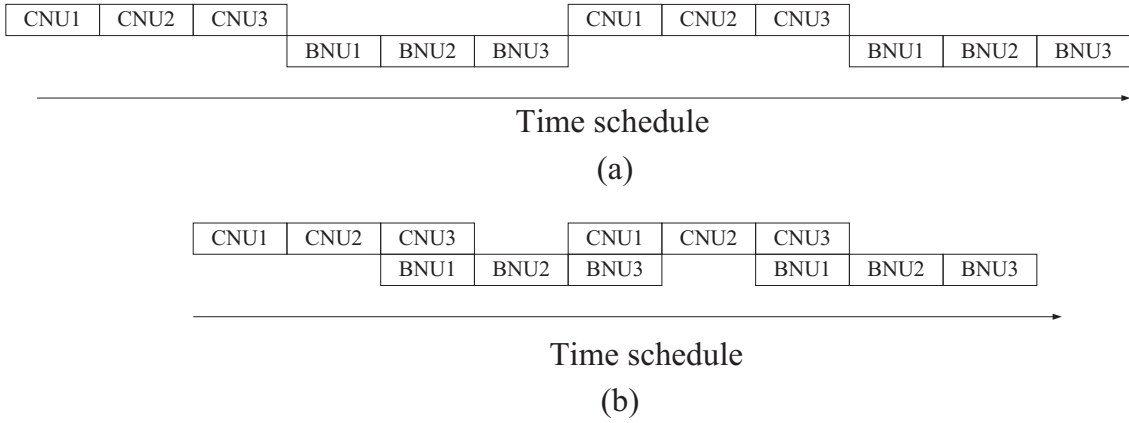 CNU1 CNU2 CNU3 CNU1 CNU2 CNU3
BNU1 BNU2 BNU3 BNU1 BNU2 BNU3
Time schedule
(a)
CNU1 CNU2 CNU3 CNU1 CNU2 CNU3
BNU1 BNU2 BNU3 BNU1 BNU2 BNU3
Time schedule
(b)